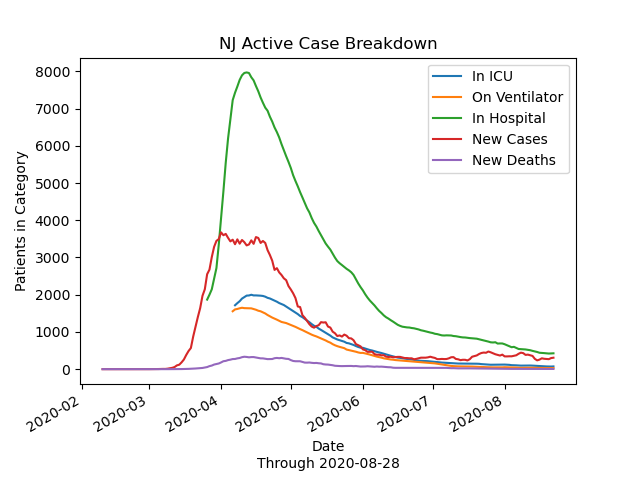 NJ Active Case Breakdown
In ICU
On Ventilator
In Hospital
New Cases
New Deaths
Patients in Category
8000
7000
6000
5000
4000
3000
2000
1000
0
2020-02
2020-03
2020-04
2020-05
2020-06
2020-07
2020-08
Date
Through 2020-08-28